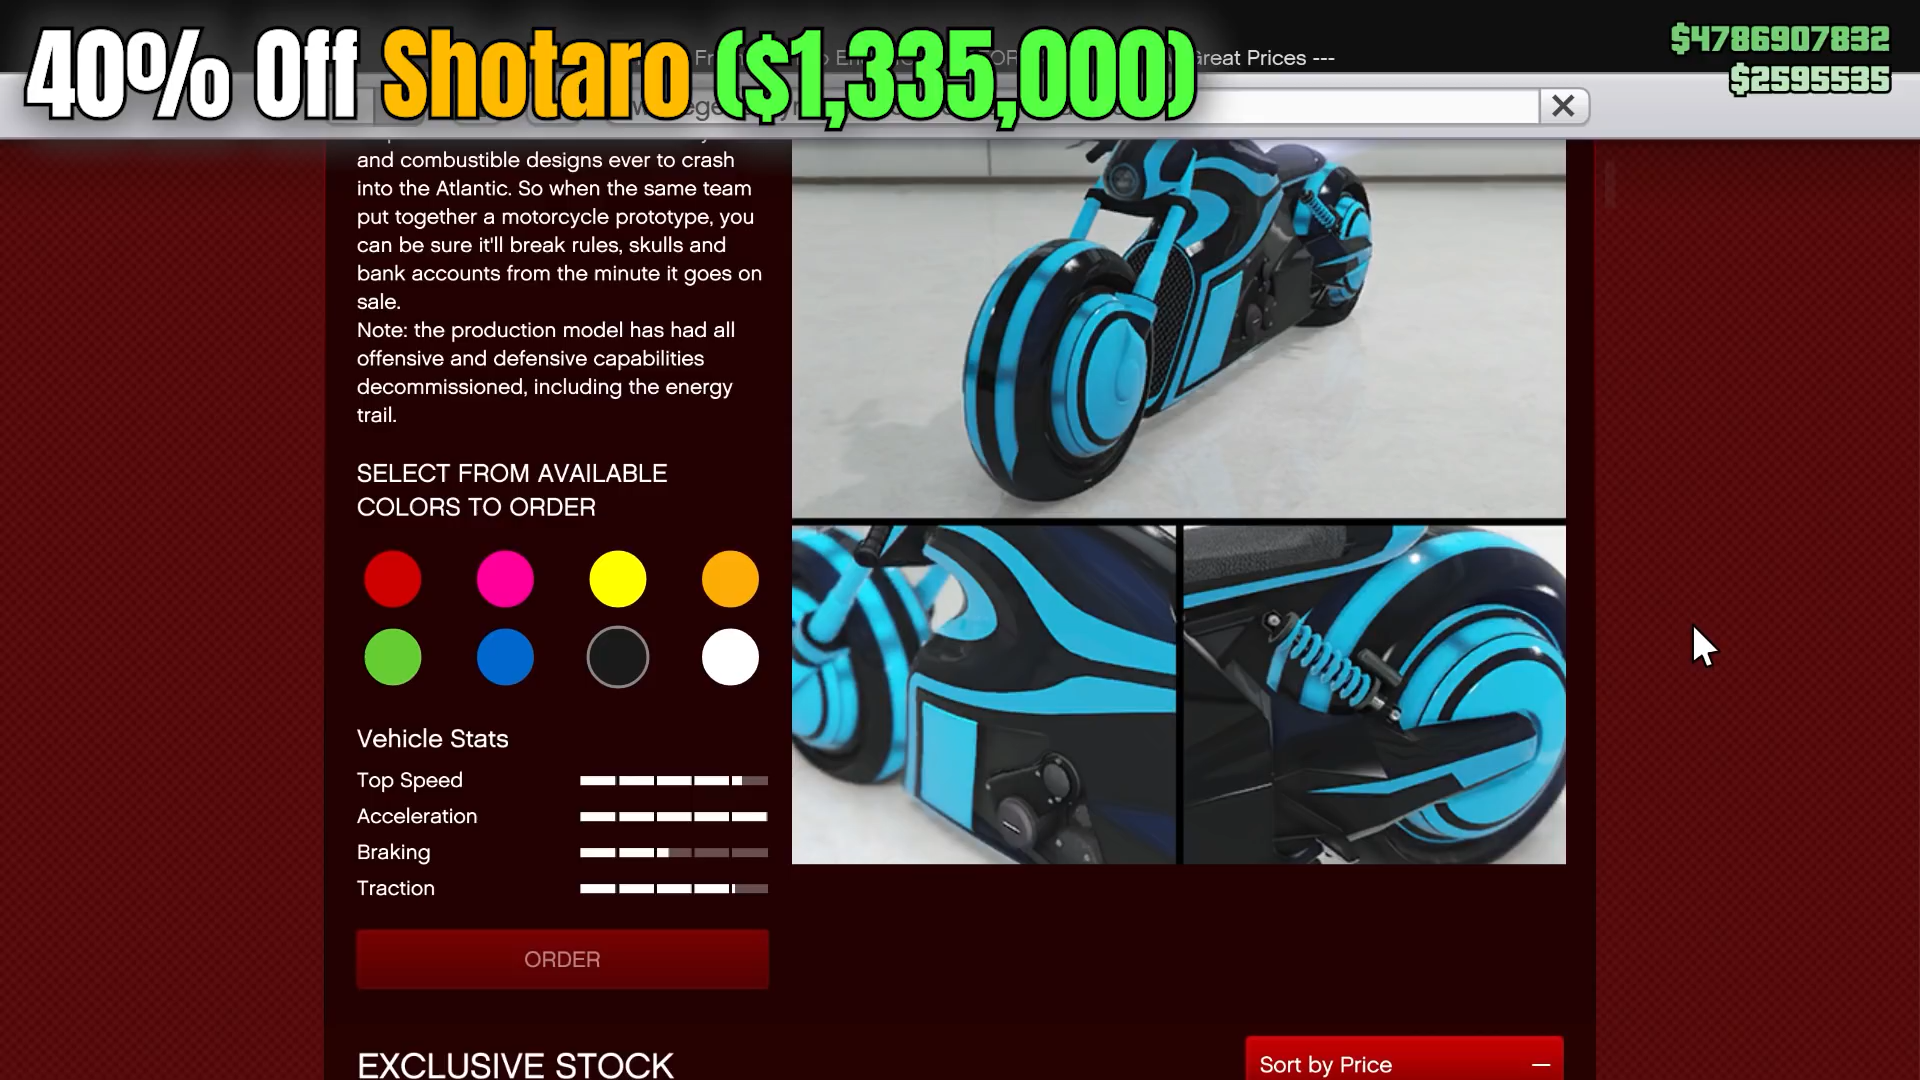 40% Off Shotaro ($1,335,000)
Great Prices ---
$4786907832
$2595535
and combustible designs ever to crash
into the Atlantic. So when the same team
put together a motorcycle prototype, you
can be sure it'll break rules, skulls and
bank accounts from the minute it goes on
sale.
Note: the production model has had all
offensive and defensive capabilities
decommissioned, including the energy
trail.
SELECT FROM AVAILABLE
COLORS TO ORDER
Vehicle Stats
Top Speed
Acceleration
Braking
Traction
ORDER
EXCLUSIVE STOCK
Sort by Price